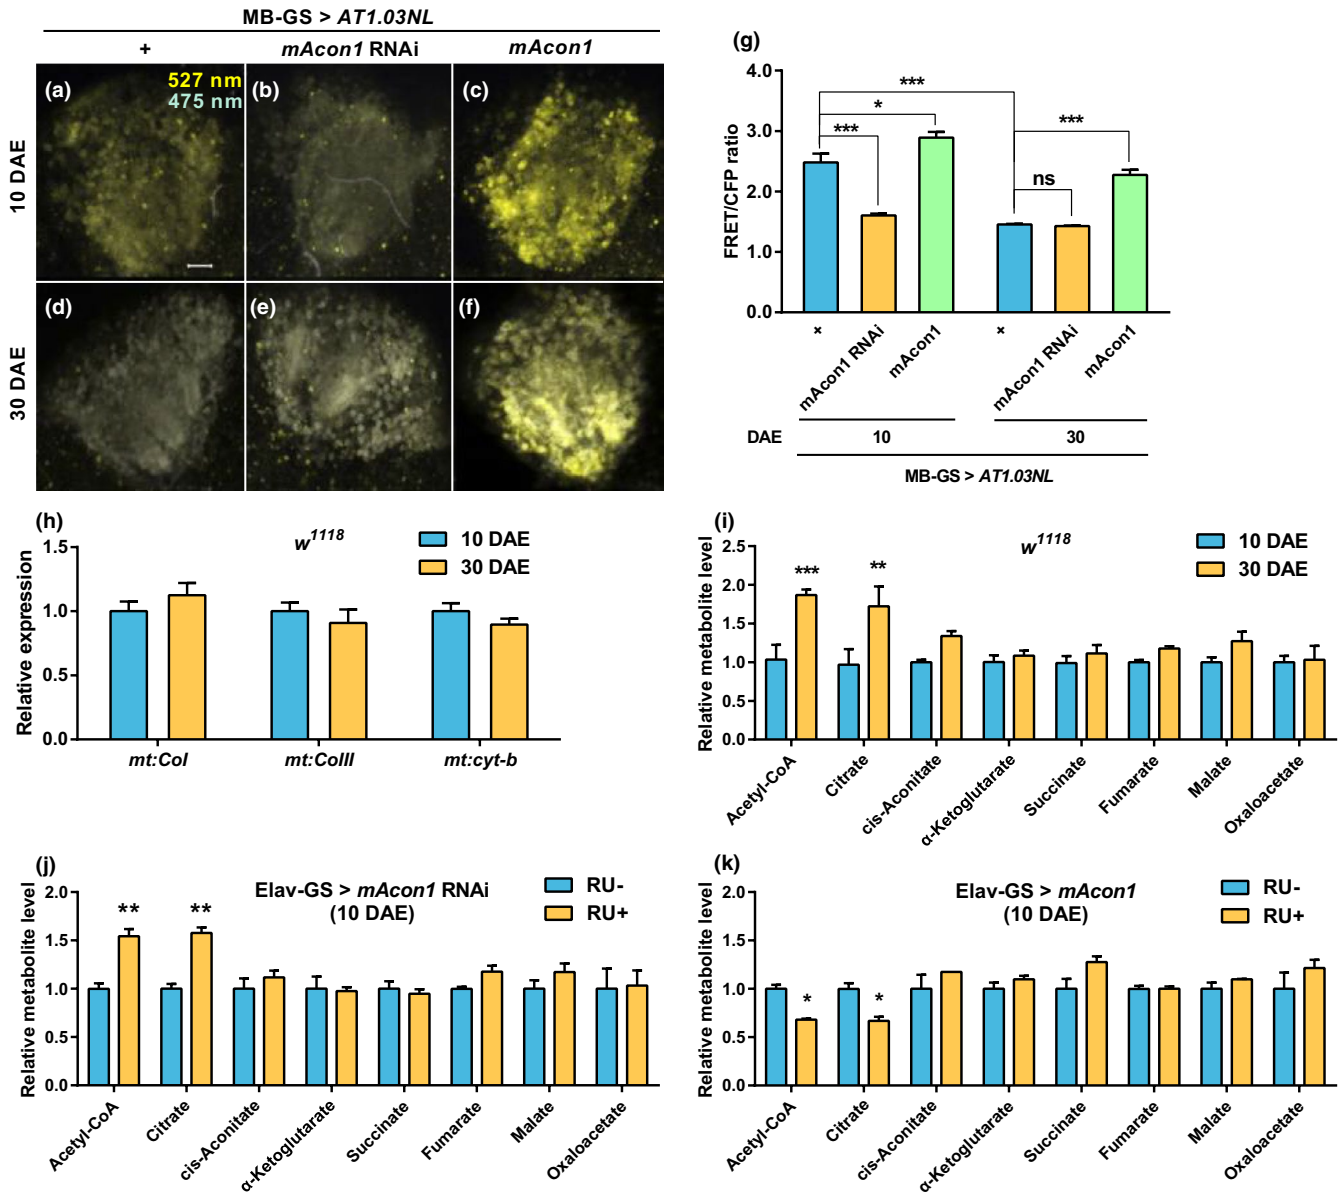 MB-GS > AT1.03NL
+ mAcon1 RNAi mAcon1
10 DAE
(a) 527 nm
475 nm
(b)
(c)
30 DAE
(d)
(e)
(f)
(g)
FRET/CFP ratio
4.0
3.0
2.0
1.0
0.0
***
*
***
***
ns
+ mAcon1 RNAi mAcon1 + mAcon1 RNAi mAcon1
DAE 10 30
MB-GS > AT1.03NL
(h)
w1118
10 DAE
30 DAE
Relative expression
1.5
1.0
0.5
0.0
mt:CoI mt:CoIII mt:cyt-b
(i)
w1118
10 DAE
30 DAE
Relative metabolite level
2.5
2.0
1.5
1.0
0.5
0.0
*** **
Acetyl-CoA Citrate cis-Aconitate α-Ketoglutarate Succinate Fumarate Malate Oxaloacetate
(j)
Elav-GS > mAcon1 RNAi
(10 DAE)
RU-
RU+
Relative metabolite level
2.0
1.5
1.0
0.5
0.0
** **
Acetyl-CoA Citrate cis-Aconitate α-Ketoglutarate Succinate Fumarate Malate Oxaloacetate
(k)
Elav-GS > mAcon1
(10 DAE)
RU-
RU+
Relative metabolite level
2.0
1.5
1.0
0.5
0.0
* *
Acetyl-CoA Citrate cis-Aconitate α-Ketoglutarate Succinate Fumarate Malate Oxaloacetate